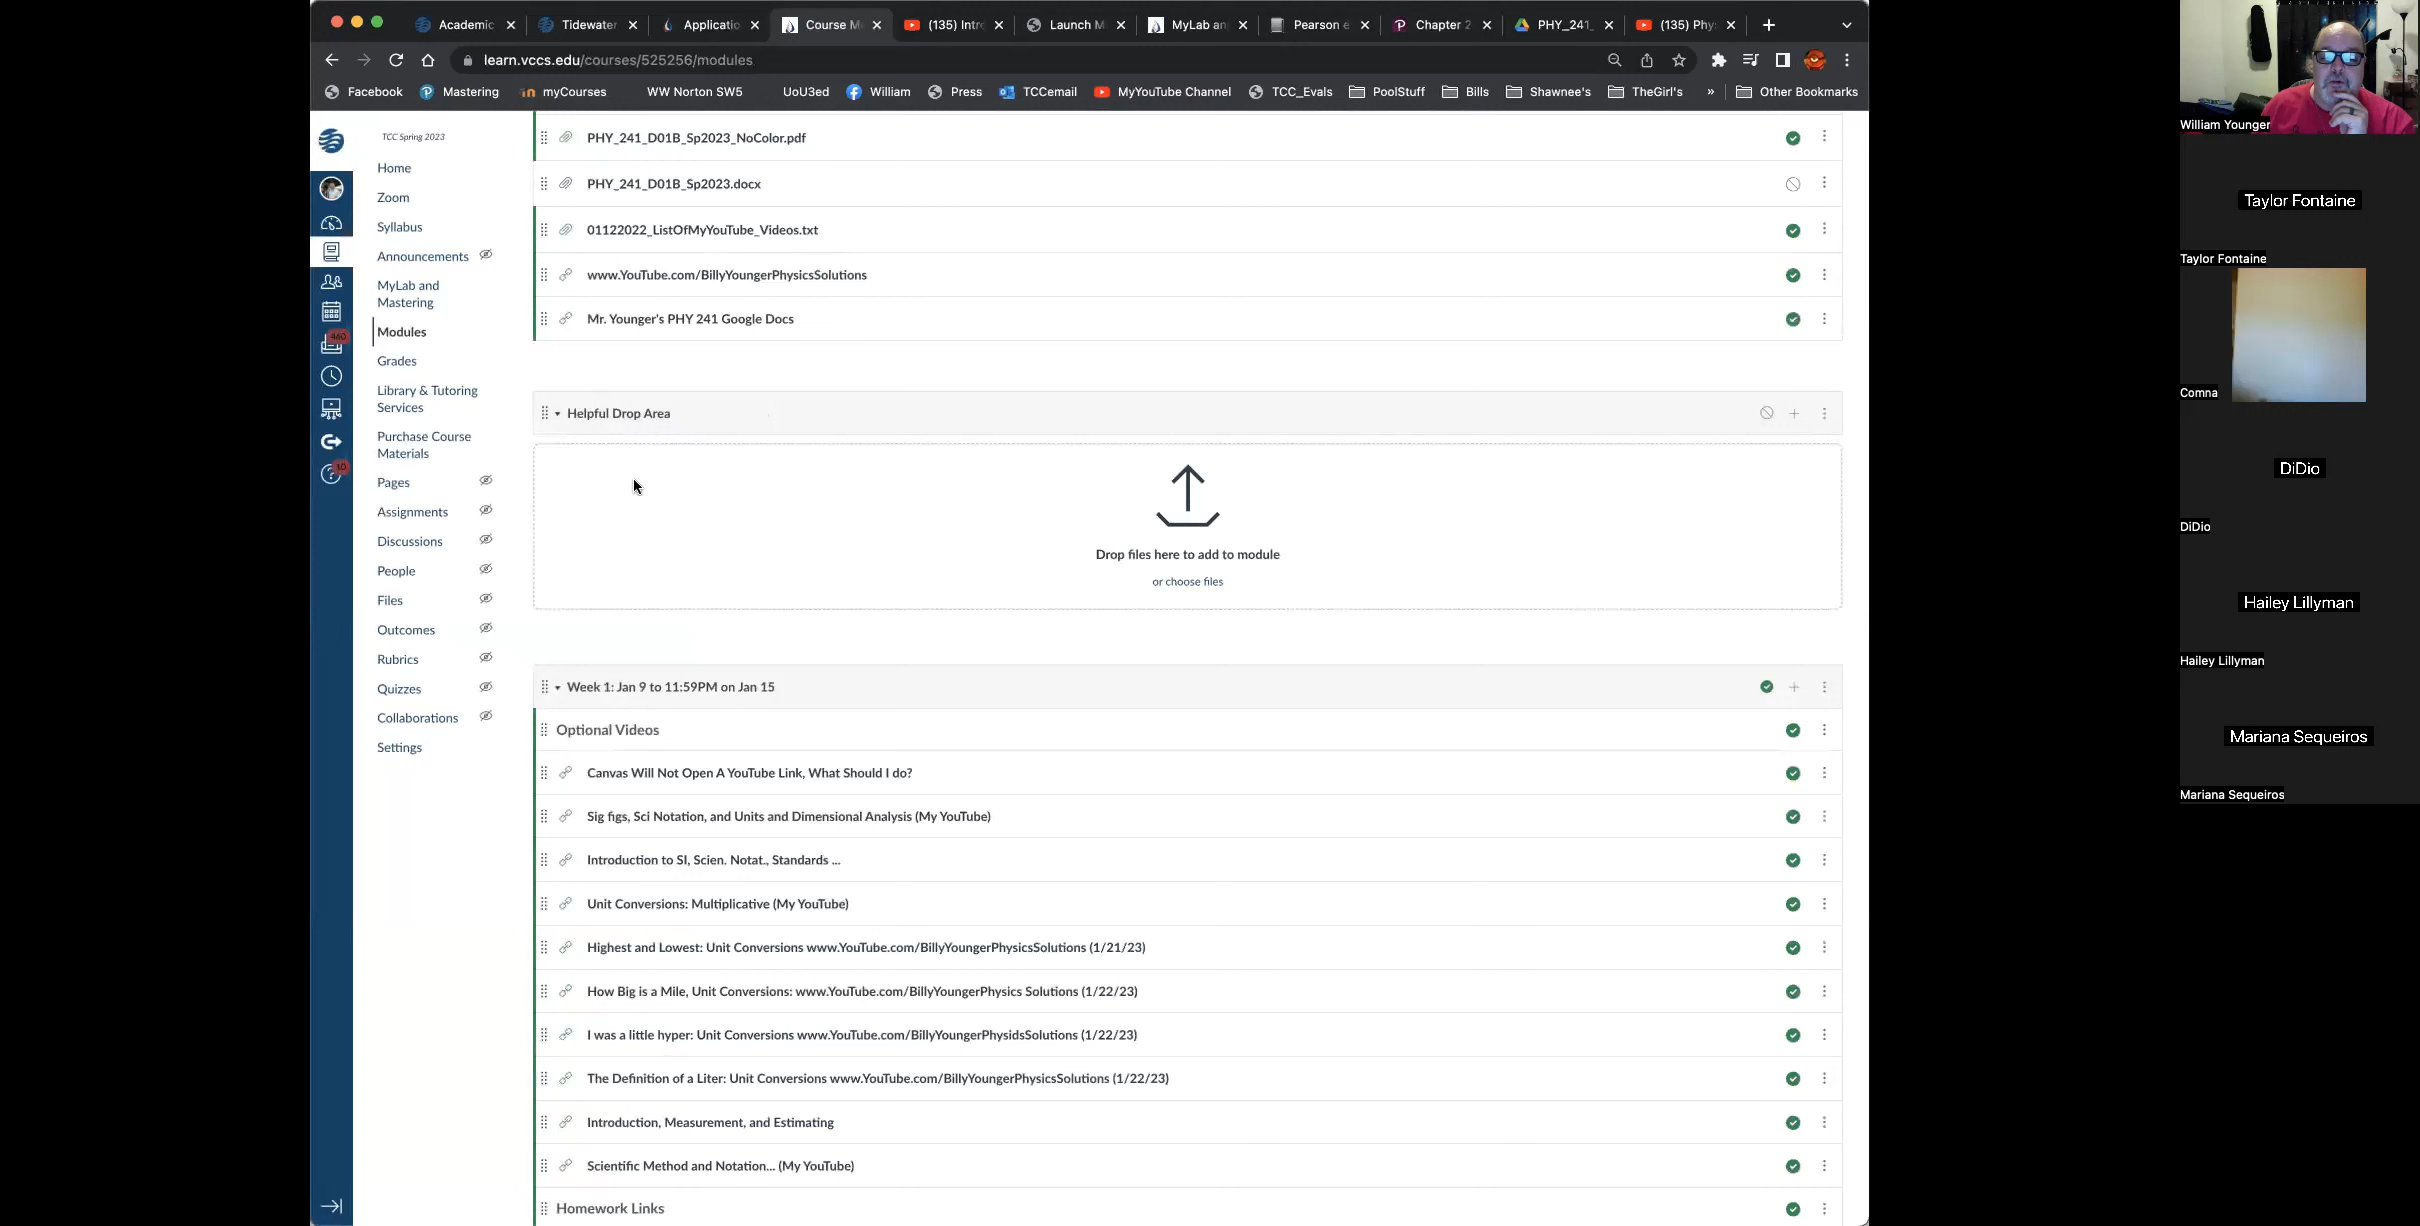 Academic
Tidewater
Applicatio
Course M
(135) Intr
Launch M
MyLab an
Pearson e
Chapter 2
PHY_241_
(135) Phy
learn.vccs.edu/courses/525256/modules
Facebook
Mastering
myCourses
WW Norton SW5
UoU3ed
William
Press
TCCemail
MyYouTube Channel
TCC_Evals
PoolStuff
Bills
Shawnee's
TheGirl's
»
Other Bookmarks
TCC Spring 2023
Home
Zoom
Syllabus
Announcements
MyLab and
Mastering
Modules
Grades
Library & Tutoring
Services
Purchase Course
Materials
Pages
Assignments
Discussions
People
Files
Outcomes
Rubrics
Quizzes
Collaborations
Settings
460
10
PHY_241_D01B_Sp2023_NoColor.pdf
PHY_241_D01B_Sp2023.docx
01122022_ListOfMyYouTube_Videos.txt
www.YouTube.com/BillyYoungerPhysicsSolutions
Mr. Younger's PHY 241 Google Docs
Helpful Drop Area
Drop files here to add to module
or choose files
Week 1: Jan 9 to 11:59PM on Jan 15
Optional Videos
Canvas Will Not Open A YouTube Link, What Should I do?
Sig figs, Sci Notation, and Units and Dimensional Analysis (My YouTube)
Introduction to SI, Scien. Notat., Standards ...
Unit Conversions: Multiplicative (My YouTube)
Highest and Lowest: Unit Conversions www.YouTube.com/BillyYoungerPhysicsSolutions (1/21/23)
How Big is a Mile, Unit Conversions: www.YouTube.com/BillyYoungerPhysics Solutions (1/22/23)
I was a little hyper: Unit Conversions www.YouTube.com/BillyYoungerPhysidsSolutions (1/22/23)
The Definition of a Liter: Unit Conversions www.YouTube.com/BillyYoungerPhysicsSolutions (1/22/23)
Introduction, Measurement, and Estimating
Scientific Method and Notation... (My YouTube)
Homework Links
William Younger
Taylor Fontaine
Taylor Fontaine
Comna
DiDio
DiDio
Hailey Lillyman
Hailey Lillyman
Mariana Sequeiros
Mariana Sequeiros